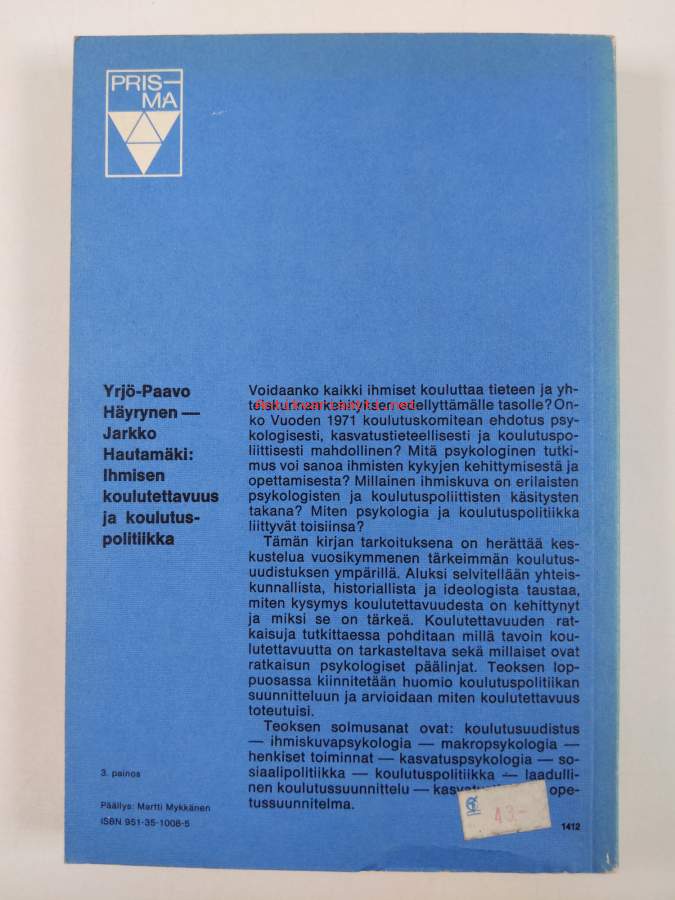 PRIS—
MA
Yrjö-Paavo
Häyrynen —
Jarkko
Hautamäki:
Ihmisen
koulutettavuus
ja koulutus-
politiikka
Voidaanko kaikki ihmiset kouluttaa tieteen ja yh-
teiskunnankehityksen edellyttämälle tasolle? On-
ko Vuoden 1971 koulutuskomitean ehdotus psy-
kologisesti, kasvatustieteellisesti ja koulutuspo-
liittisesti mahdollinen? Mitä psykologinen tutki-
mus voi sanoa ihmisten kykyjen kehittymisestä ja
opettamisesta? Millainen ihmiskuva on erilaisten
psykologisten ja koulutuspoliittisten käsitysten
takana? Miten psykologia ja koulutuspolitiikka
liittyvät toisiinsa?
Tämän kirjan tarkoituksena on herättää kes-
kustelua vuosikymmenen tärkeimmän koulutus-
uudistuksen ympärillä. Aluksi selvitellään yhteis-
kunnallista, historiallista ja ideologista taustaa,
miten kysymys koulutettavuudesta on kehittynyt
ja miksi se on tärkeä. Koulutettavuuden rat-
kaisuja tutkittaessa pohditaan millä tavoin kou-
lutettavuutta on tarkasteltava sekä millaiset ovat
ratkaisun psykologiset päälinjat. Teoksen lop-
puosassa kiinnitetään huomio koulutuspolitiikan
suunnitteluun ja arvioidaan miten koulutettavuus
toteutuisi.
Teoksen solmusanat ovat: koulutusuudistus
— ihmiskuvapsykologia — makropsykologia —
henkiset toiminnat — kasvatuspsykologia — so-
siaalipolitiikka — koulutuspolitiikka — laadulli-
nen koulutussuunnittelu — ope-
tussuunnitelma.
3. painos
Päällys: Martti Mykkänen
ISBN 951-35-1008-5
43,-
1412